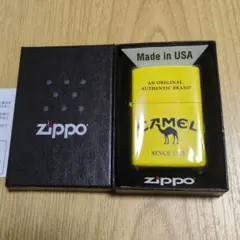 Made in USA
AN ORIGINAL
AUTHENTIC BRAND
CAMEL
zippo
zippo